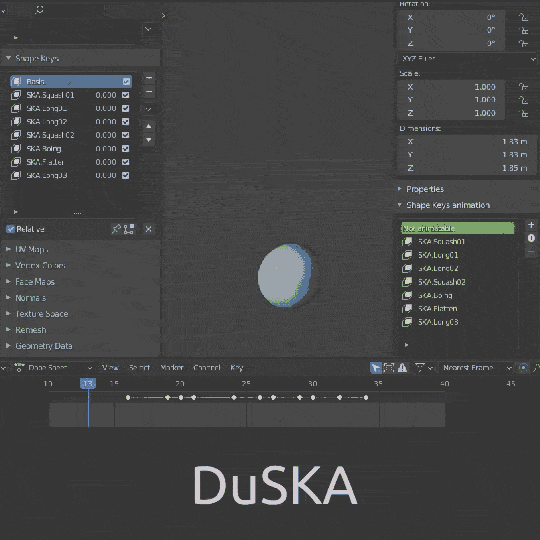 Rotation:
X 0°
Y 0°
Z 0°
XYZ Euler
Scale:
X 1.000
Y 1.000
Z 1.000
Dimensions:
X 1.83 m
Y 1.83 m
Z 1.85 m
Properties
Shape Keys animation
Not animatable
SKA.Squash01
SKA.Long01
SKA.Long02
SKA.Squash02
SKA.Boing
SKA.Flatten
SKA.Long03
Shape Keys
Basis
SKA.Squash01 0.000
SKA.Long01 0.000
SKA.Long02 0.000
SKA.Squash02 0.000
SKA.Boing 0.000
SKA.Flatten 0.000
SKA.Long03 0.000
Relative
UV Maps
Vertex Colors
Face Maps
Normals
Texture Space
Remesh
Geometry Data
Dope Sheet View Select Marker Channel Key Nearest Frame
10 13 15 20 25 30 35 40 45
DuSKA